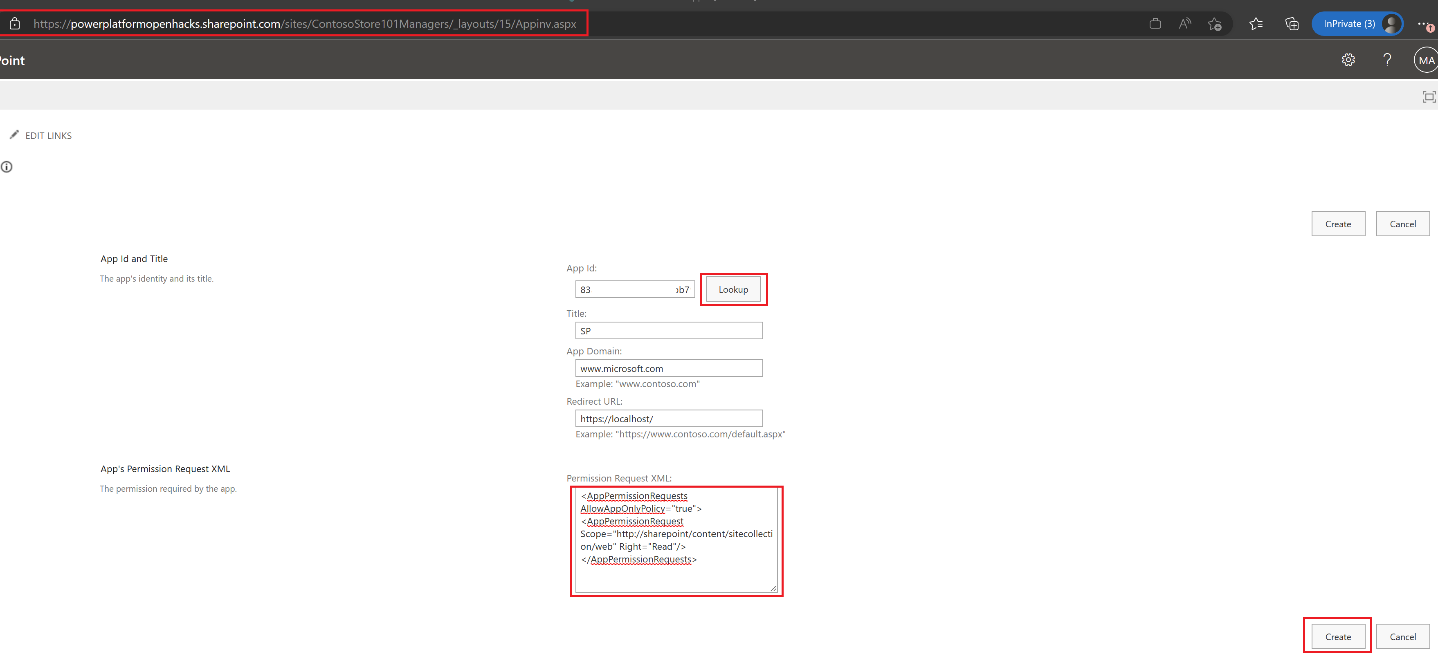 https://powerplatformopenhacks.sharepoint.com/sites/ContosoStore101Managers/_layouts/15/Appinv.aspx
InPrivate (3)
Point
?
MA
EDIT LINKS
Create
Cancel
App Id and Title
The app's identity and its title.
App Id:
83 bb7
Lookup
Title:
SP
App Domain:
www.microsoft.com
Example: "www.contoso.com"
Redirect URL:
https://localhost/
Example: "https://www.contoso.com/default.aspx"
App's Permission Request XML
The permission required by the app.
Permission Request XML:
<AppPermissionRequests
AllowAppOnlyPolicy="true">
<AppPermissionRequest
Scope="http://sharepoint/content/sitecollecti
on/web" Right="Read"/>
</AppPermissionRequests>
Create
Cancel